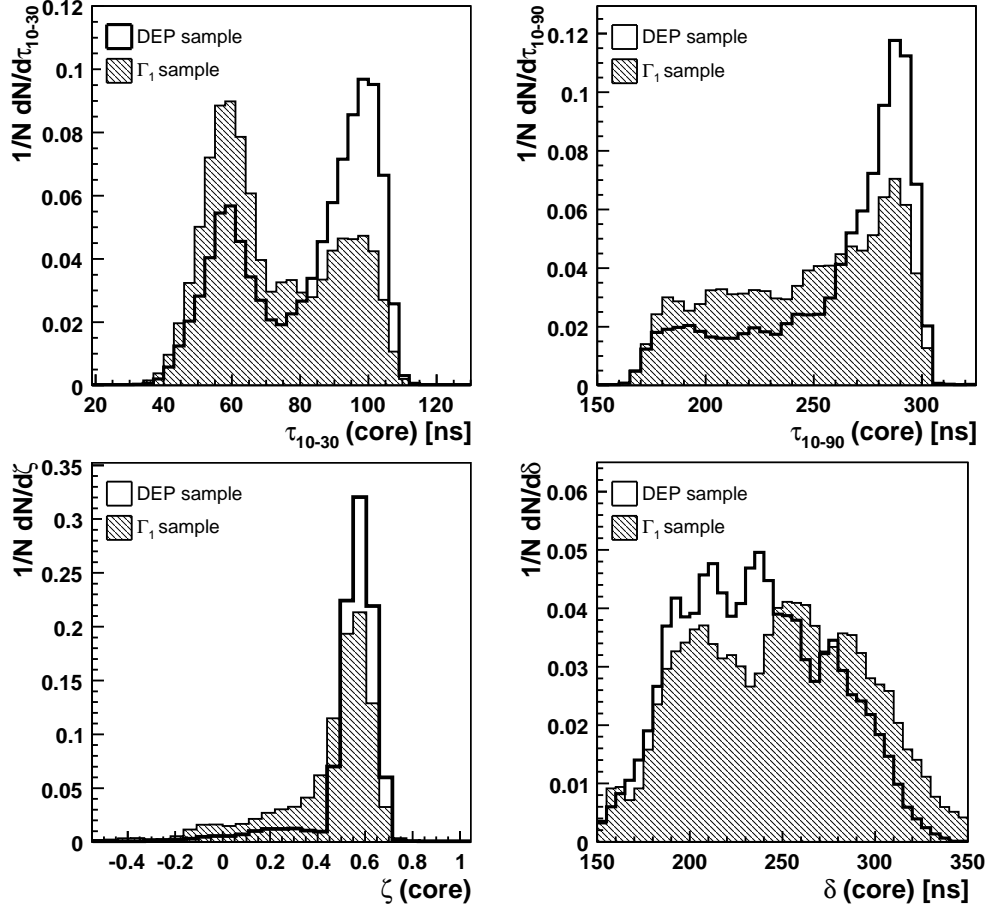 1/N dN/dτ10-30
0.12
0.1
0.08
0.06
0.04
0.02
0
DEP sample
Γ1 sample
20 40 60 80 100 120
τ10-30 (core) [ns]
1/N dN/dτ10-90
0.12
0.1
0.08
0.06
0.04
0.02
0
DEP sample
Γ1 sample
150 200 250 300
τ10-90 (core) [ns]
1/N dN/dζ
0.35
0.3
0.25
0.2
0.15
0.1
0.05
0
DEP sample
Γ1 sample
-0.4 -0.2 0 0.2 0.4 0.6 0.8 1
ζ (core)
1/N dN/dδ
0.06
0.05
0.04
0.03
0.02
0.01
0
DEP sample
Γ1 sample
150 200 250 300 350
δ (core) [ns]